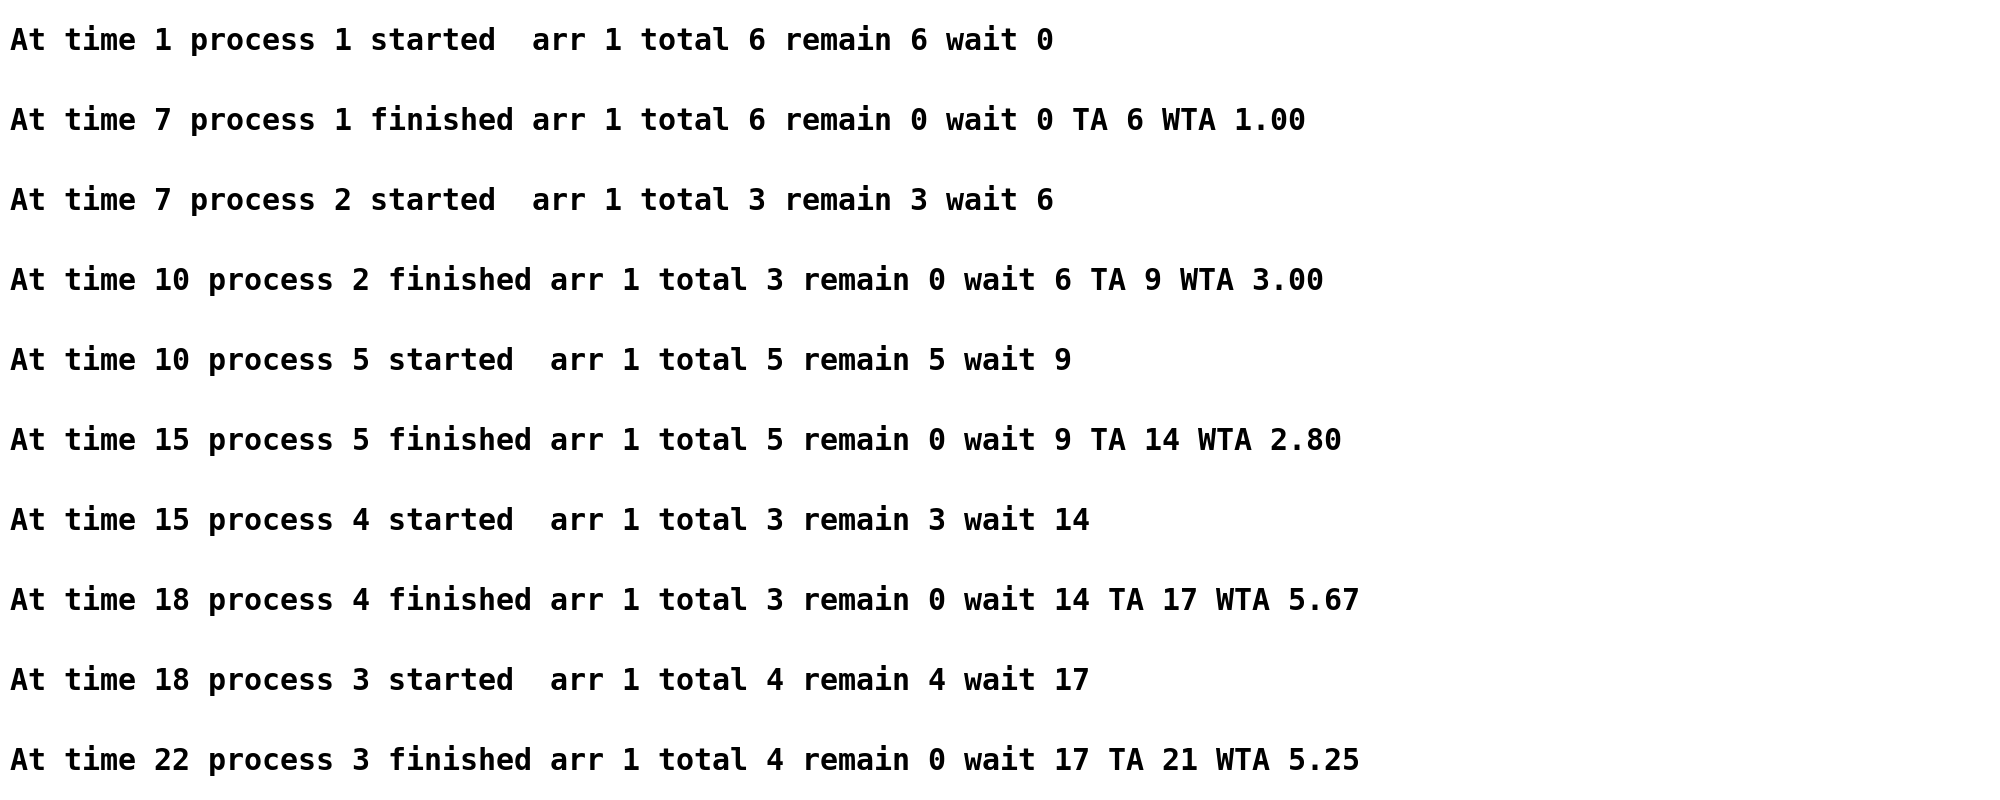 At time 1 process 1 started  arr 1 total 6 remain 6 wait 0
At time 7 process 1 finished arr 1 total 6 remain 0 wait 0 TA 6 WTA 1.00
At time 7 process 2 started  arr 1 total 3 remain 3 wait 6
At time 10 process 2 finished arr 1 total 3 remain 0 wait 6 TA 9 WTA 3.00
At time 10 process 5 started  arr 1 total 5 remain 5 wait 9
At time 15 process 5 finished arr 1 total 5 remain 0 wait 9 TA 14 WTA 2.80
At time 15 process 4 started  arr 1 total 3 remain 3 wait 14
At time 18 process 4 finished arr 1 total 3 remain 0 wait 14 TA 17 WTA 5.67
At time 18 process 3 started  arr 1 total 4 remain 4 wait 17
At time 22 process 3 finished arr 1 total 4 remain 0 wait 17 TA 21 WTA 5.25